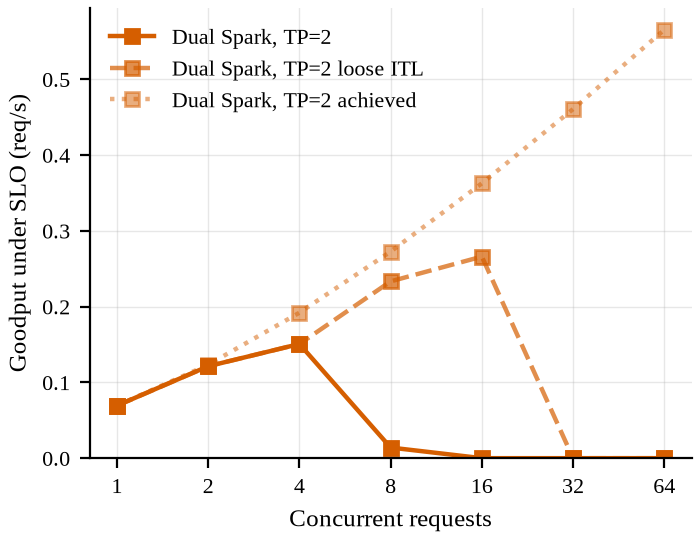 Dual Spark, TP=2
Dual Spark, TP=2 loose ITL
Dual Spark, TP=2 achieved
Goodput under SLO (req/s)
0.5
0.4
0.3
0.2
0.1
0.0
1 2 4 8 16 32 64
Concurrent requests